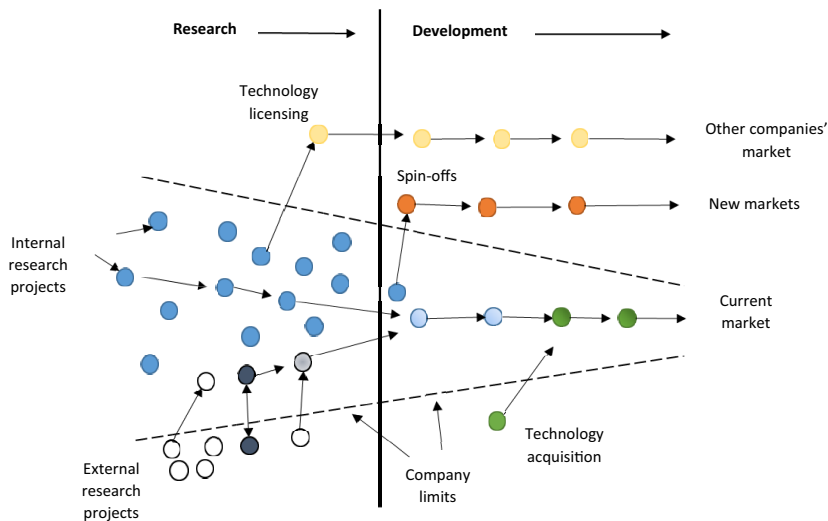 Research
Development
Technology
licensing
Other companies’
market
Spin-offs
New markets
Internal
research
projects
Current
market
Technology
acquisition
Company
limits
External
research
projects